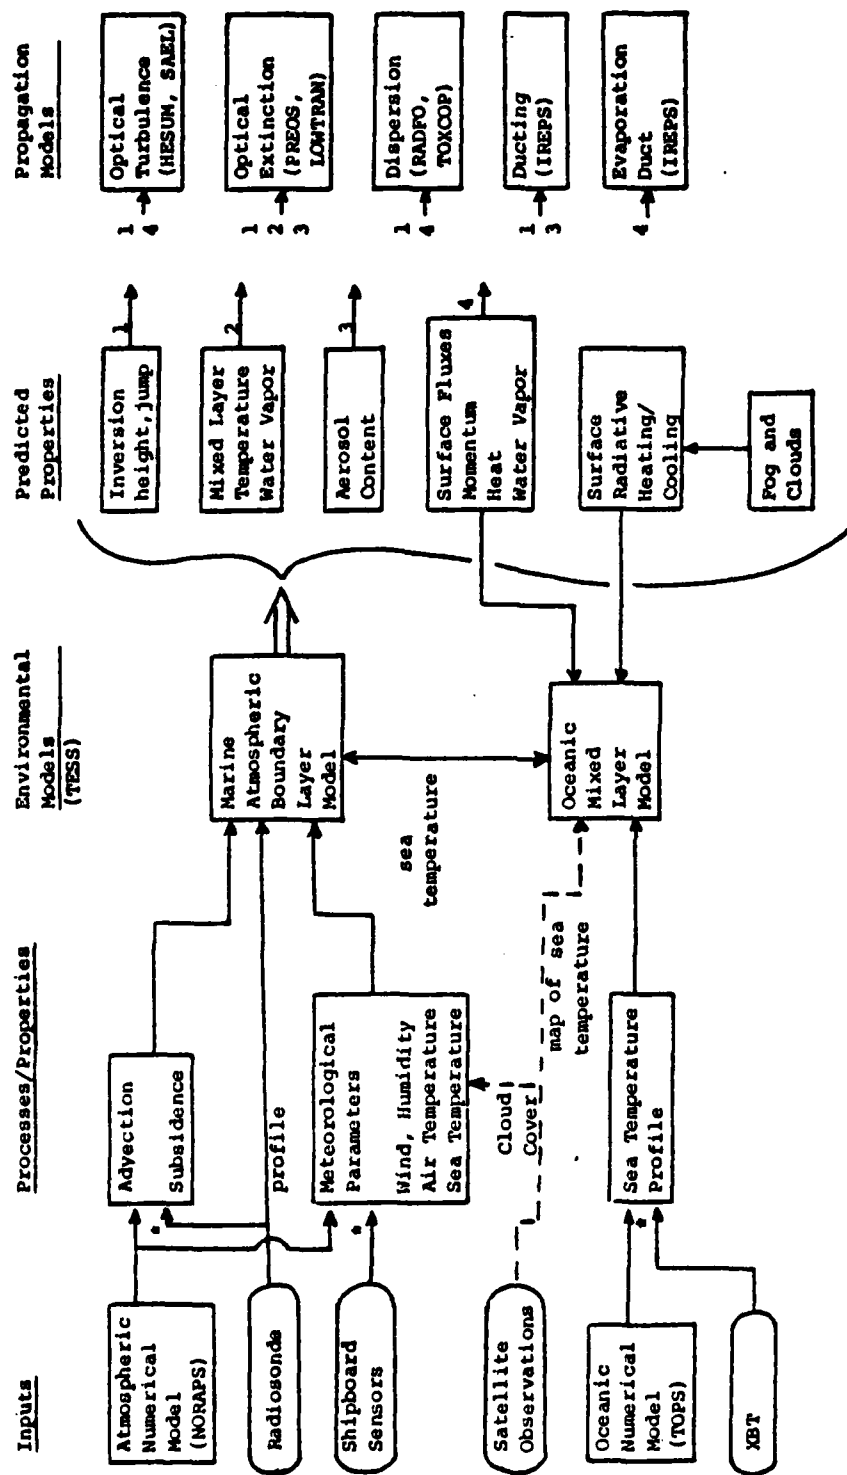 Inputs
Processes/Properties
Environmental
Models
(TESS)
Predicted
Properties
Propagation
Models
Atmospheric
Numerical
Model
(NORAPS)
Radiosonde
Shipboard
Sensors
Satellite
Observations
Oceanic
Numerical
Model
(TOPS)
XBT
Advection
Subsidence
*
profile
Meteorological
Parameters
Wind, Humidity
Air Temperature
Sea Temperature
*
Cloud
Cover
map of sea
temperature
Sea Temperature
Profile
*
Marine
Atmospheric
Boundary
Layer
Model
sea
temperature
Oceanic
Mixed
Layer
Model
Inversion
height,jump
1
Mixed Layer
Temperature
Water Vapor
2
Aerosol
Content
3
Surface Fluxes
Momentum
Heat
Water Vapor
4
Surface
Radiative
Heating/
Cooling
Fog and
Clouds
1
4
Optical
Turbulence
(HESUM, SAEL)
1
2
3
Optical
Extinction
(PREOS,
LOWTRAN)
1
4
Dispersion
(RADFO,
TOXCOP)
1
3
Ducting
(IREPS)
4
Evaporation
Duct
(IREPS)